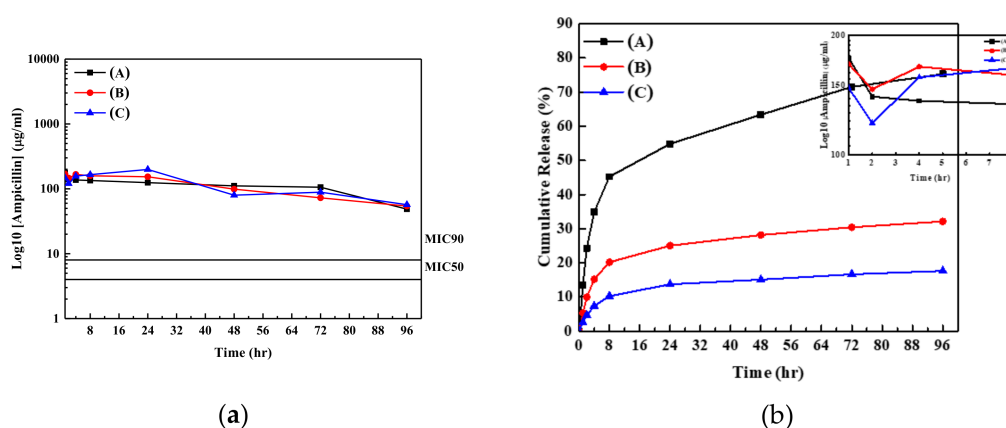 10000
1000
100
10
1
Log10 [Ampicillin] (µg/ml)
(A)
(B)
(C)
MIC90
MIC50
8 16 24 32 40 48 56 64 72 80 88 96
Time (hr)
(a)
90
80
70
60
50
40
30
20
10
0
Cumulative Release (%)
(A)
(B)
(C)
0 8 16 24 32 40 48 56 64 72 80 88 96
Time (hr)
200
150
100
Log10 [Ampicillin] (µg/ml)
(A)
(B)
(C)
1 2 4 5 6 7
Time (hr)
(b)